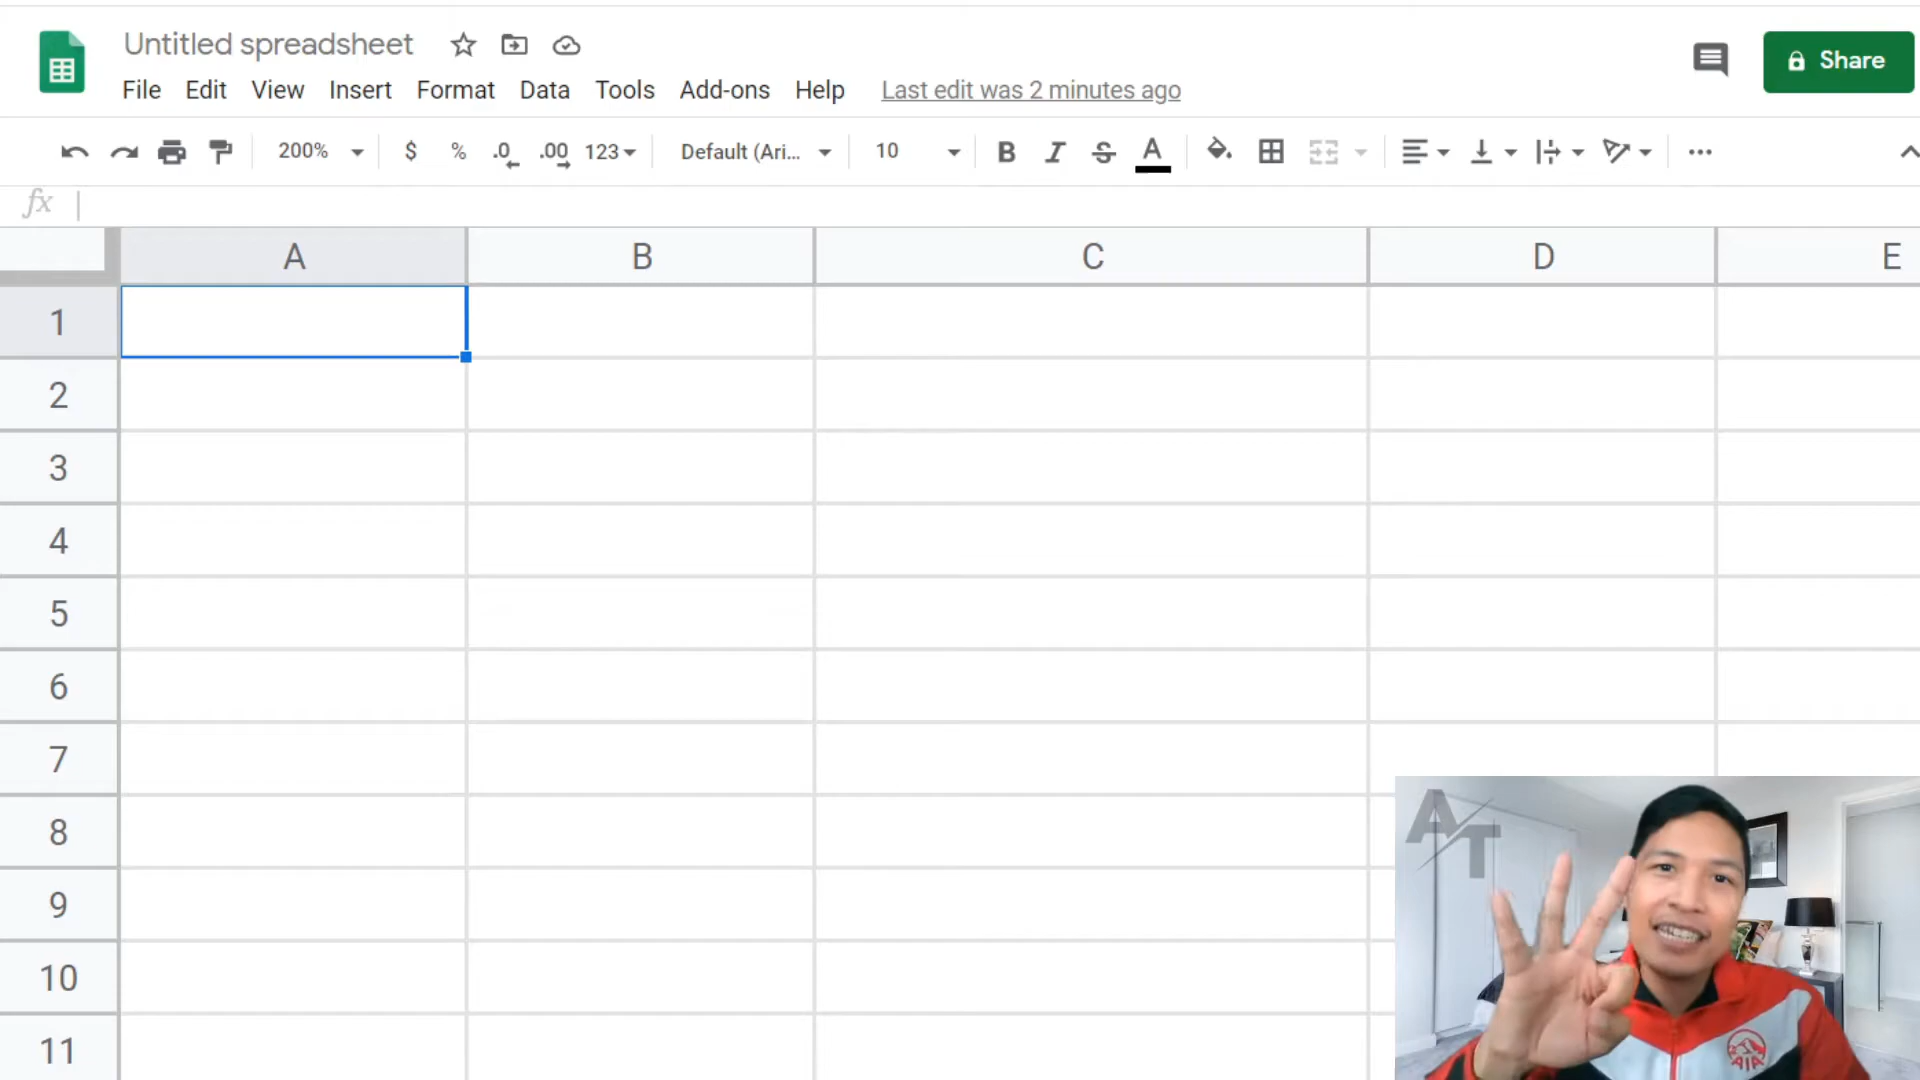 Untitled spreadsheet
File Edit View Insert Format Data Tools Add-ons Help Last edit was 2 minutes ago
Share
200% $ % .0 .00 123 Default (Ari... 10 B I S A
fx
A B C D E
1
2
3
4
5
6
7
8
9
10
11
AT
AIA